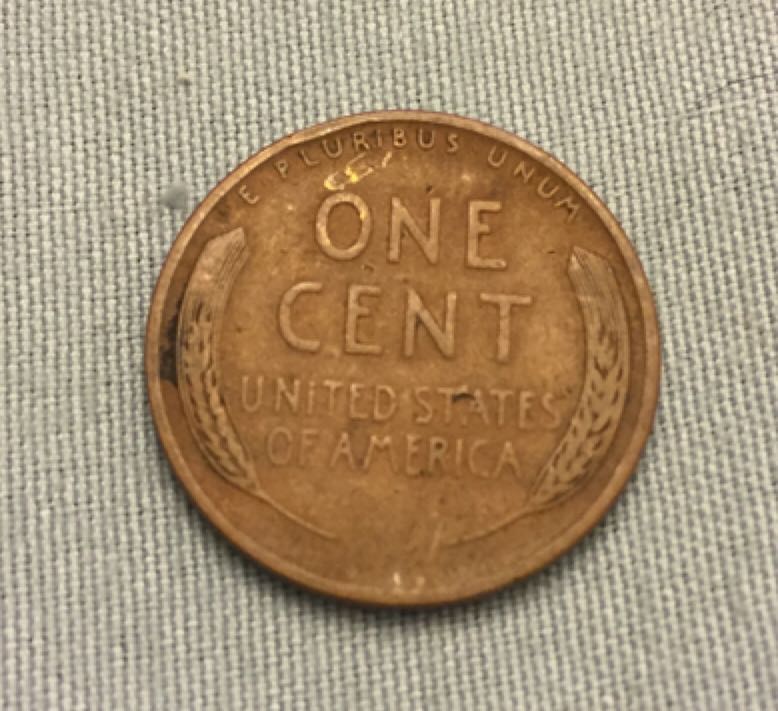 E PLURIBUS UNUM
ONE
CENT
UNITED STATES
OF AMERICA